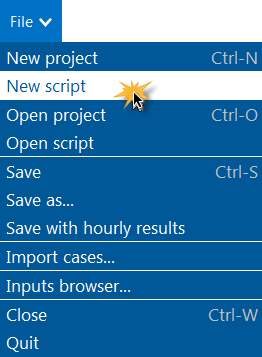 File
New project Ctrl-N
New script
Open project Ctrl-O
Open script
Save Ctrl-S
Save as...
Save with hourly results
Import cases...
Inputs browser...
Close Ctrl-W
Quit